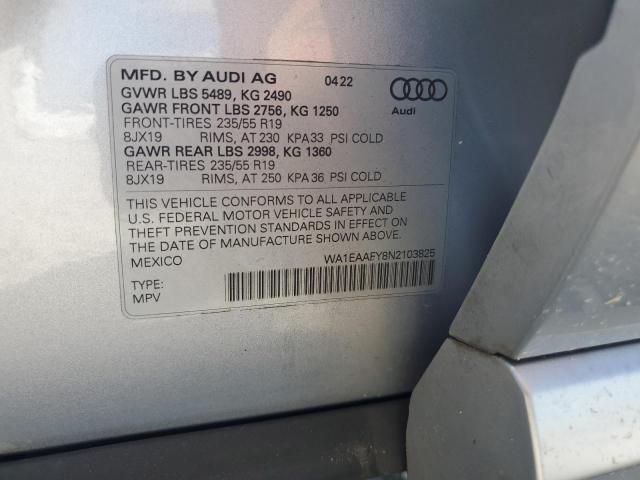 MFD. BY AUDI AG 04.22
GVWR LBS 5489, KG 2490
GAWR FRONT LBS 2756, KG 1250
FRONT-TIRES 235/55 R19
8JX19 RIMS, AT 230 KPA33 PSI COLD
GAWR REAR LBS 2998, KG 1360
REAR-TIRES 235/55 R19
8JX19 RIMS, AT 250 KPA36 PSI COLD
Audi
THIS VEHICLE CONFORMS TO ALL APPLICABLE
U.S. FEDERAL MOTOR VEHICLE SAFETY AND
THEFT PREVENTION STANDARDS IN EFFECT ON
THE DATE OF MANUFACTURE SHOWN ABOVE.
MEXICO WA1EAAFY8N2103825
TYPE:
MPV